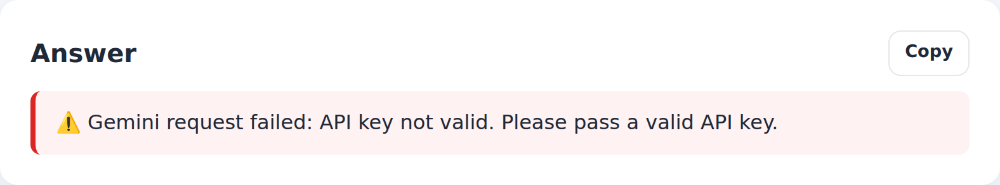 Answer
Copy
⚠️ Gemini request failed: API key not valid. Please pass a valid API key.